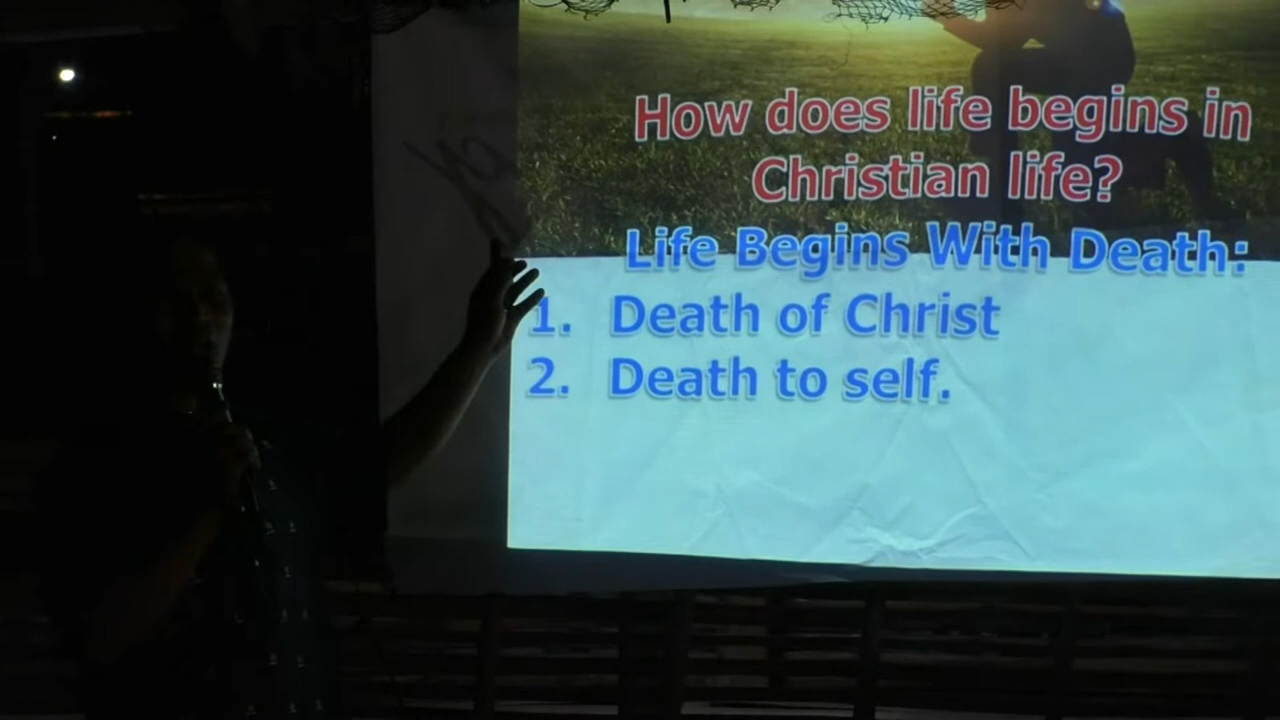 How does life begins in
Christian life?
Life Begins With Death:
1. Death of Christ
2. Death to self.